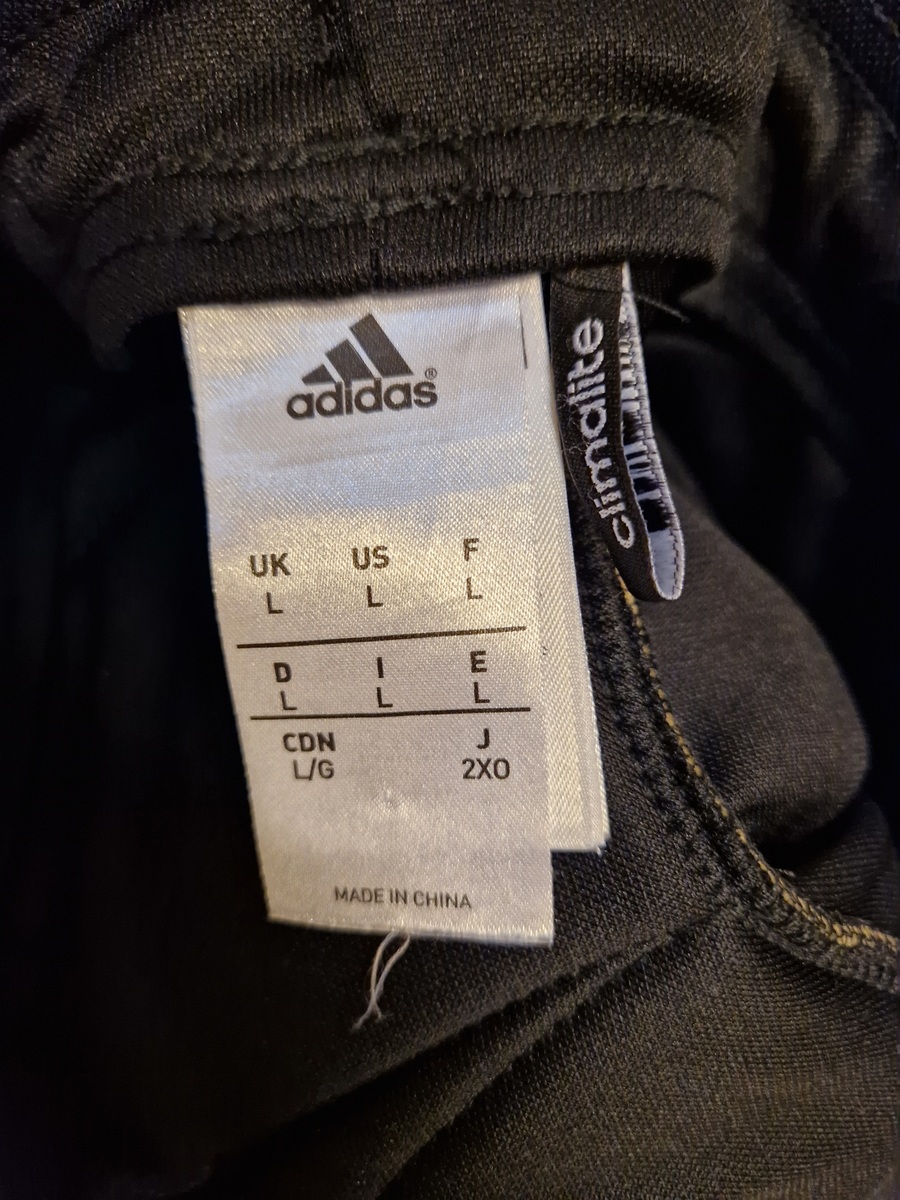 adidas®
UK US F
L L L
D I E
L L L
CDN J
L/G 2XO
MADE IN CHINA
climalite